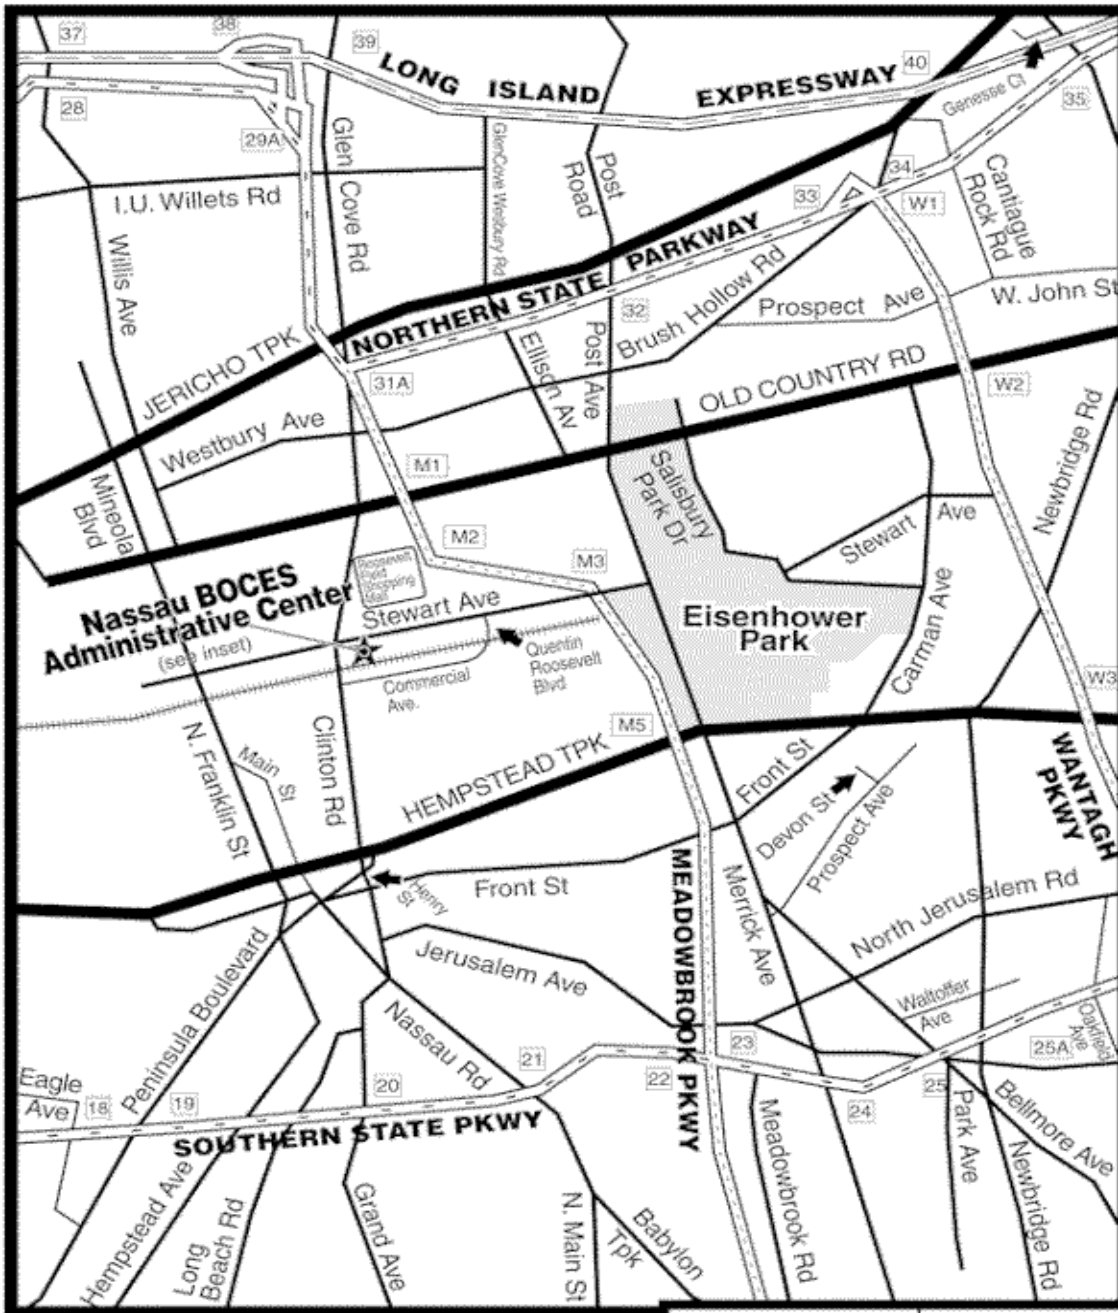 37
38
39
LONG ISLAND EXPRESSWAY
40
Genesse Ct
28
29A
35
Glen Cove Rd
GlenCove Westbury Rd
Post Road
34
33
W1
Cantiague
Rock Rd
I.U. Willets Rd
Willis Ave
NORTHERN STATE PARKWAY
32
Brush Hollow Rd
Prospect Ave
W. John St
JERICHO TPK
31A
Ellison Av
Post Ave
OLD COUNTRY RD
W2
Westbury Ave
M1
Mineola
Blvd
Salisbury
Park Dr
Newbridge Rd
Stewart Ave
M2
M3
Nassau BOCES
Administrative Center
(see inset)
Roosevelt
Field
Shopping
Mall
Stewart Ave
Eisenhower
Park
Carman Ave
Quentin
Roosevelt
Blvd
Commercial
Ave.
W3
M5
N. Franklin St
Main St
Clinton Rd
HEMPSTEAD TPK
Front St
WANTAGH
PKWY
Devon St
Prospect Ave
Henry
St
Front St
MEADOWBROOK PKWY
Merrick Ave
North Jerusalem Rd
Jerusalem Ave
Peninsula Boulevard
Nassau Rd
Waltoffer
Ave
Oakfield
Ave
25A
23
21
22
20
25
24
Eagle
Ave
18
19
SOUTHERN STATE PKWY
Hempstead Ave
Long
Beach Rd
Grand Ave
N. Main St
Babylon
Tpk
Meadowbrook Rd
Park Ave
Newbridge Rd
Bellmore Ave